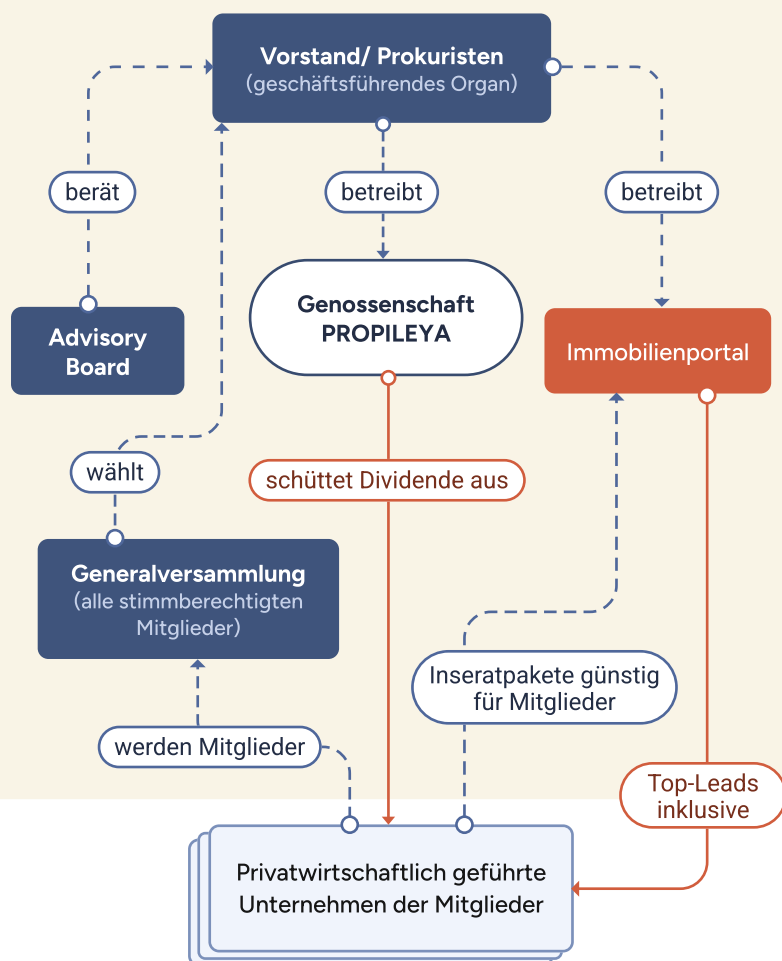 Vorstand/ Prokuristen
(geschäftsführendes Organ)
berät
betreibt
betreibt
Genossenschaft
PROPILEYA
Advisory
Board
Immobilienportal
wählt
schüttet Dividende aus
Generalversammlung
(alle stimmberechtigten
Mitglieder)
Inseratpakete günstig
für Mitglieder
werden Mitglieder
Top-Leads
inklusive
Privatwirtschaftlich geführte
Unternehmen der Mitglieder